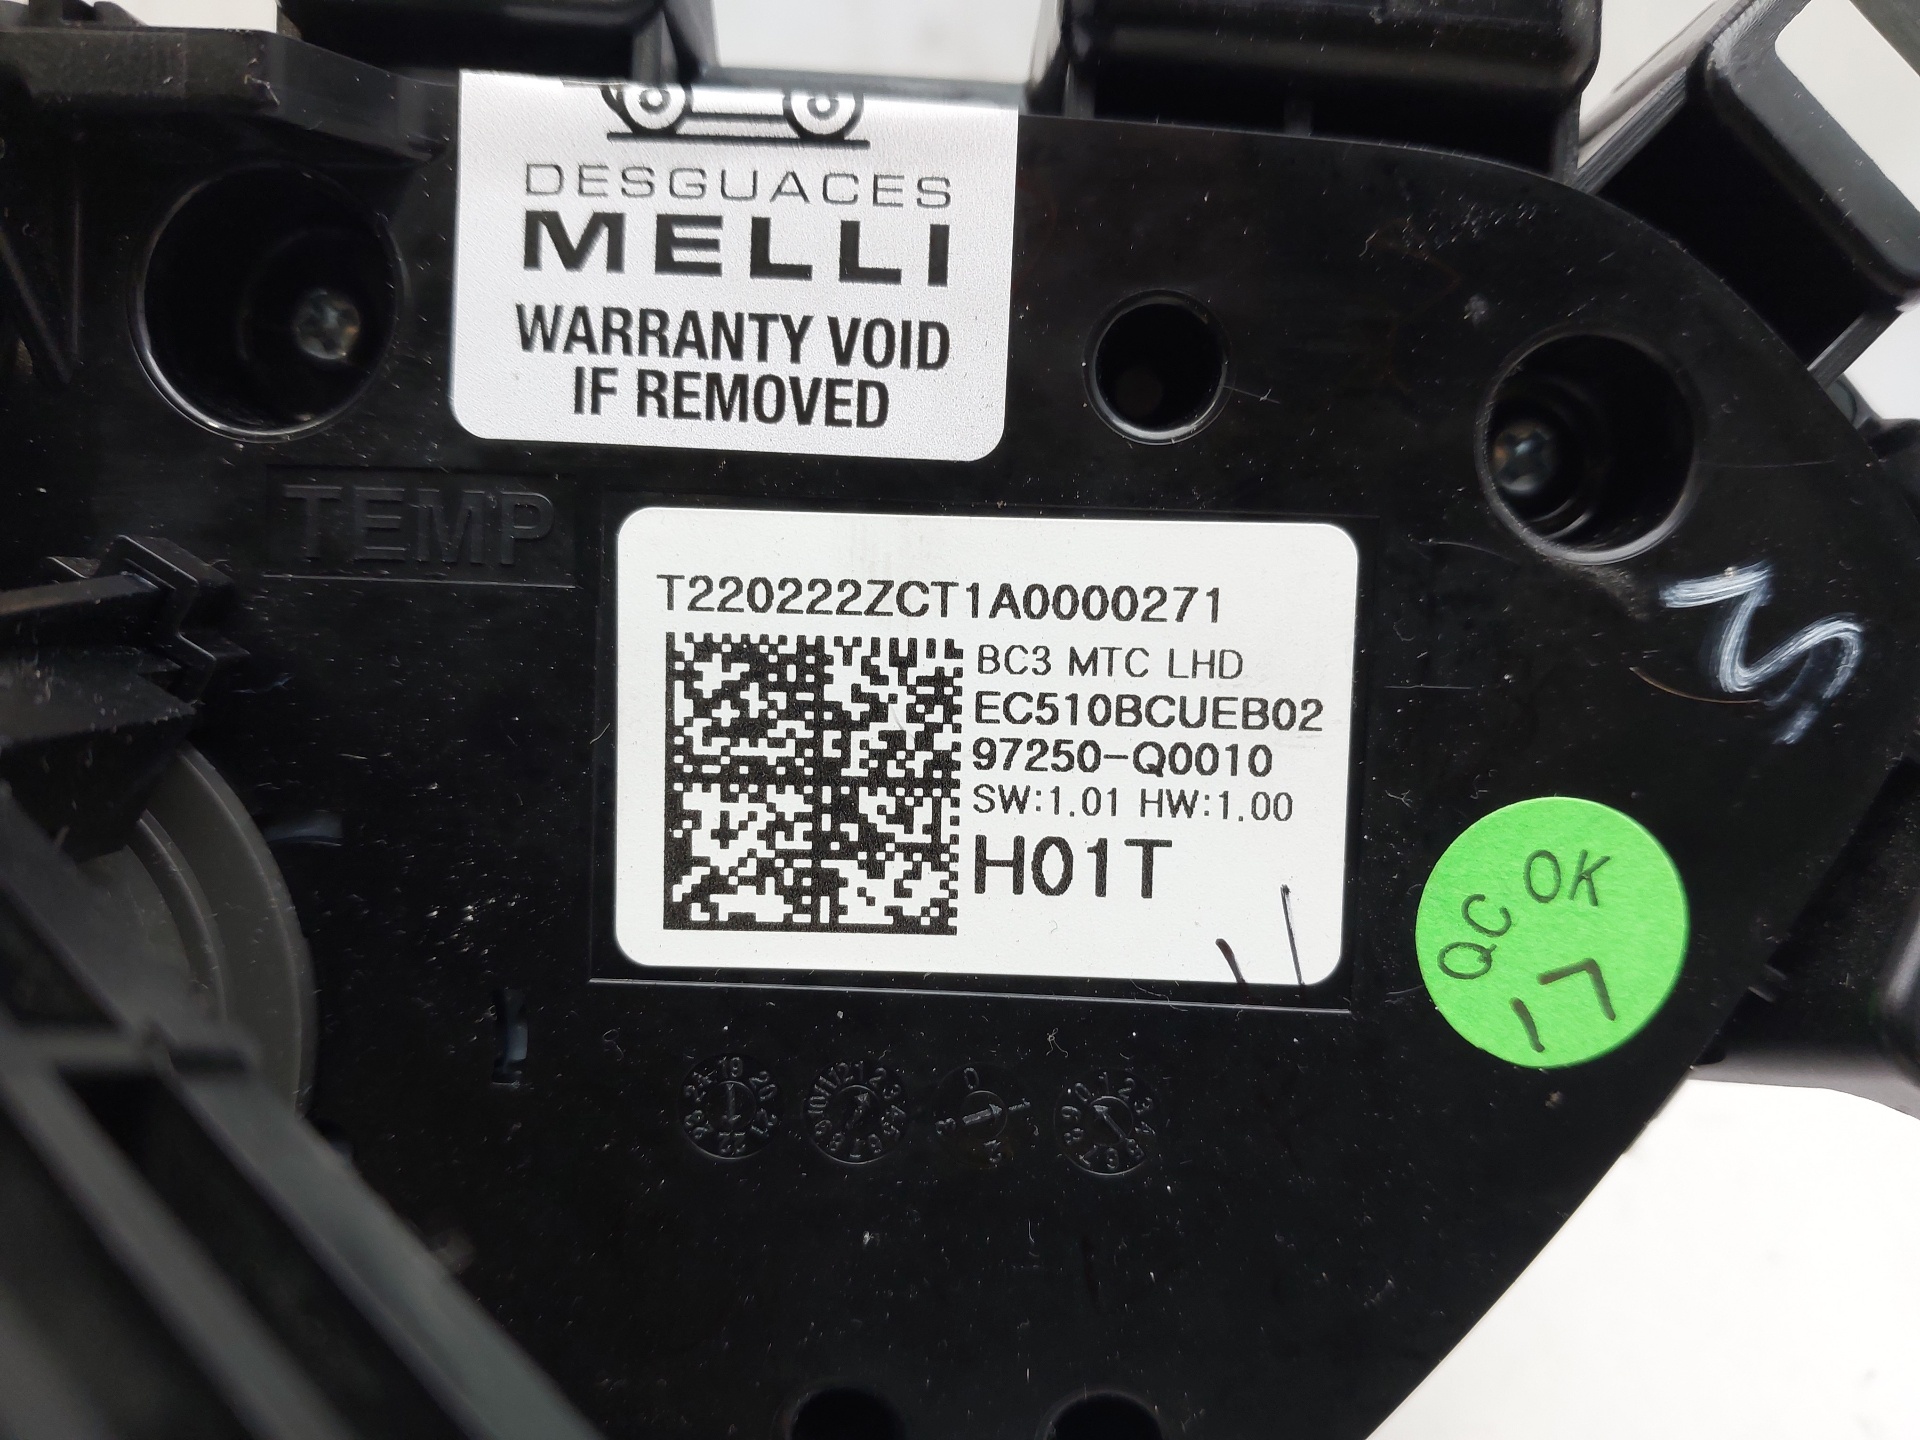 DESGUACES
MELLI
WARRANTY VOID
IF REMOVED
TEMP
T220222ZCT1A0000271
BC3 MTC LHD
EC510BCUEB02
97250-Q0010
SW:1.01 HW:1.00
H01T
QC OK
17